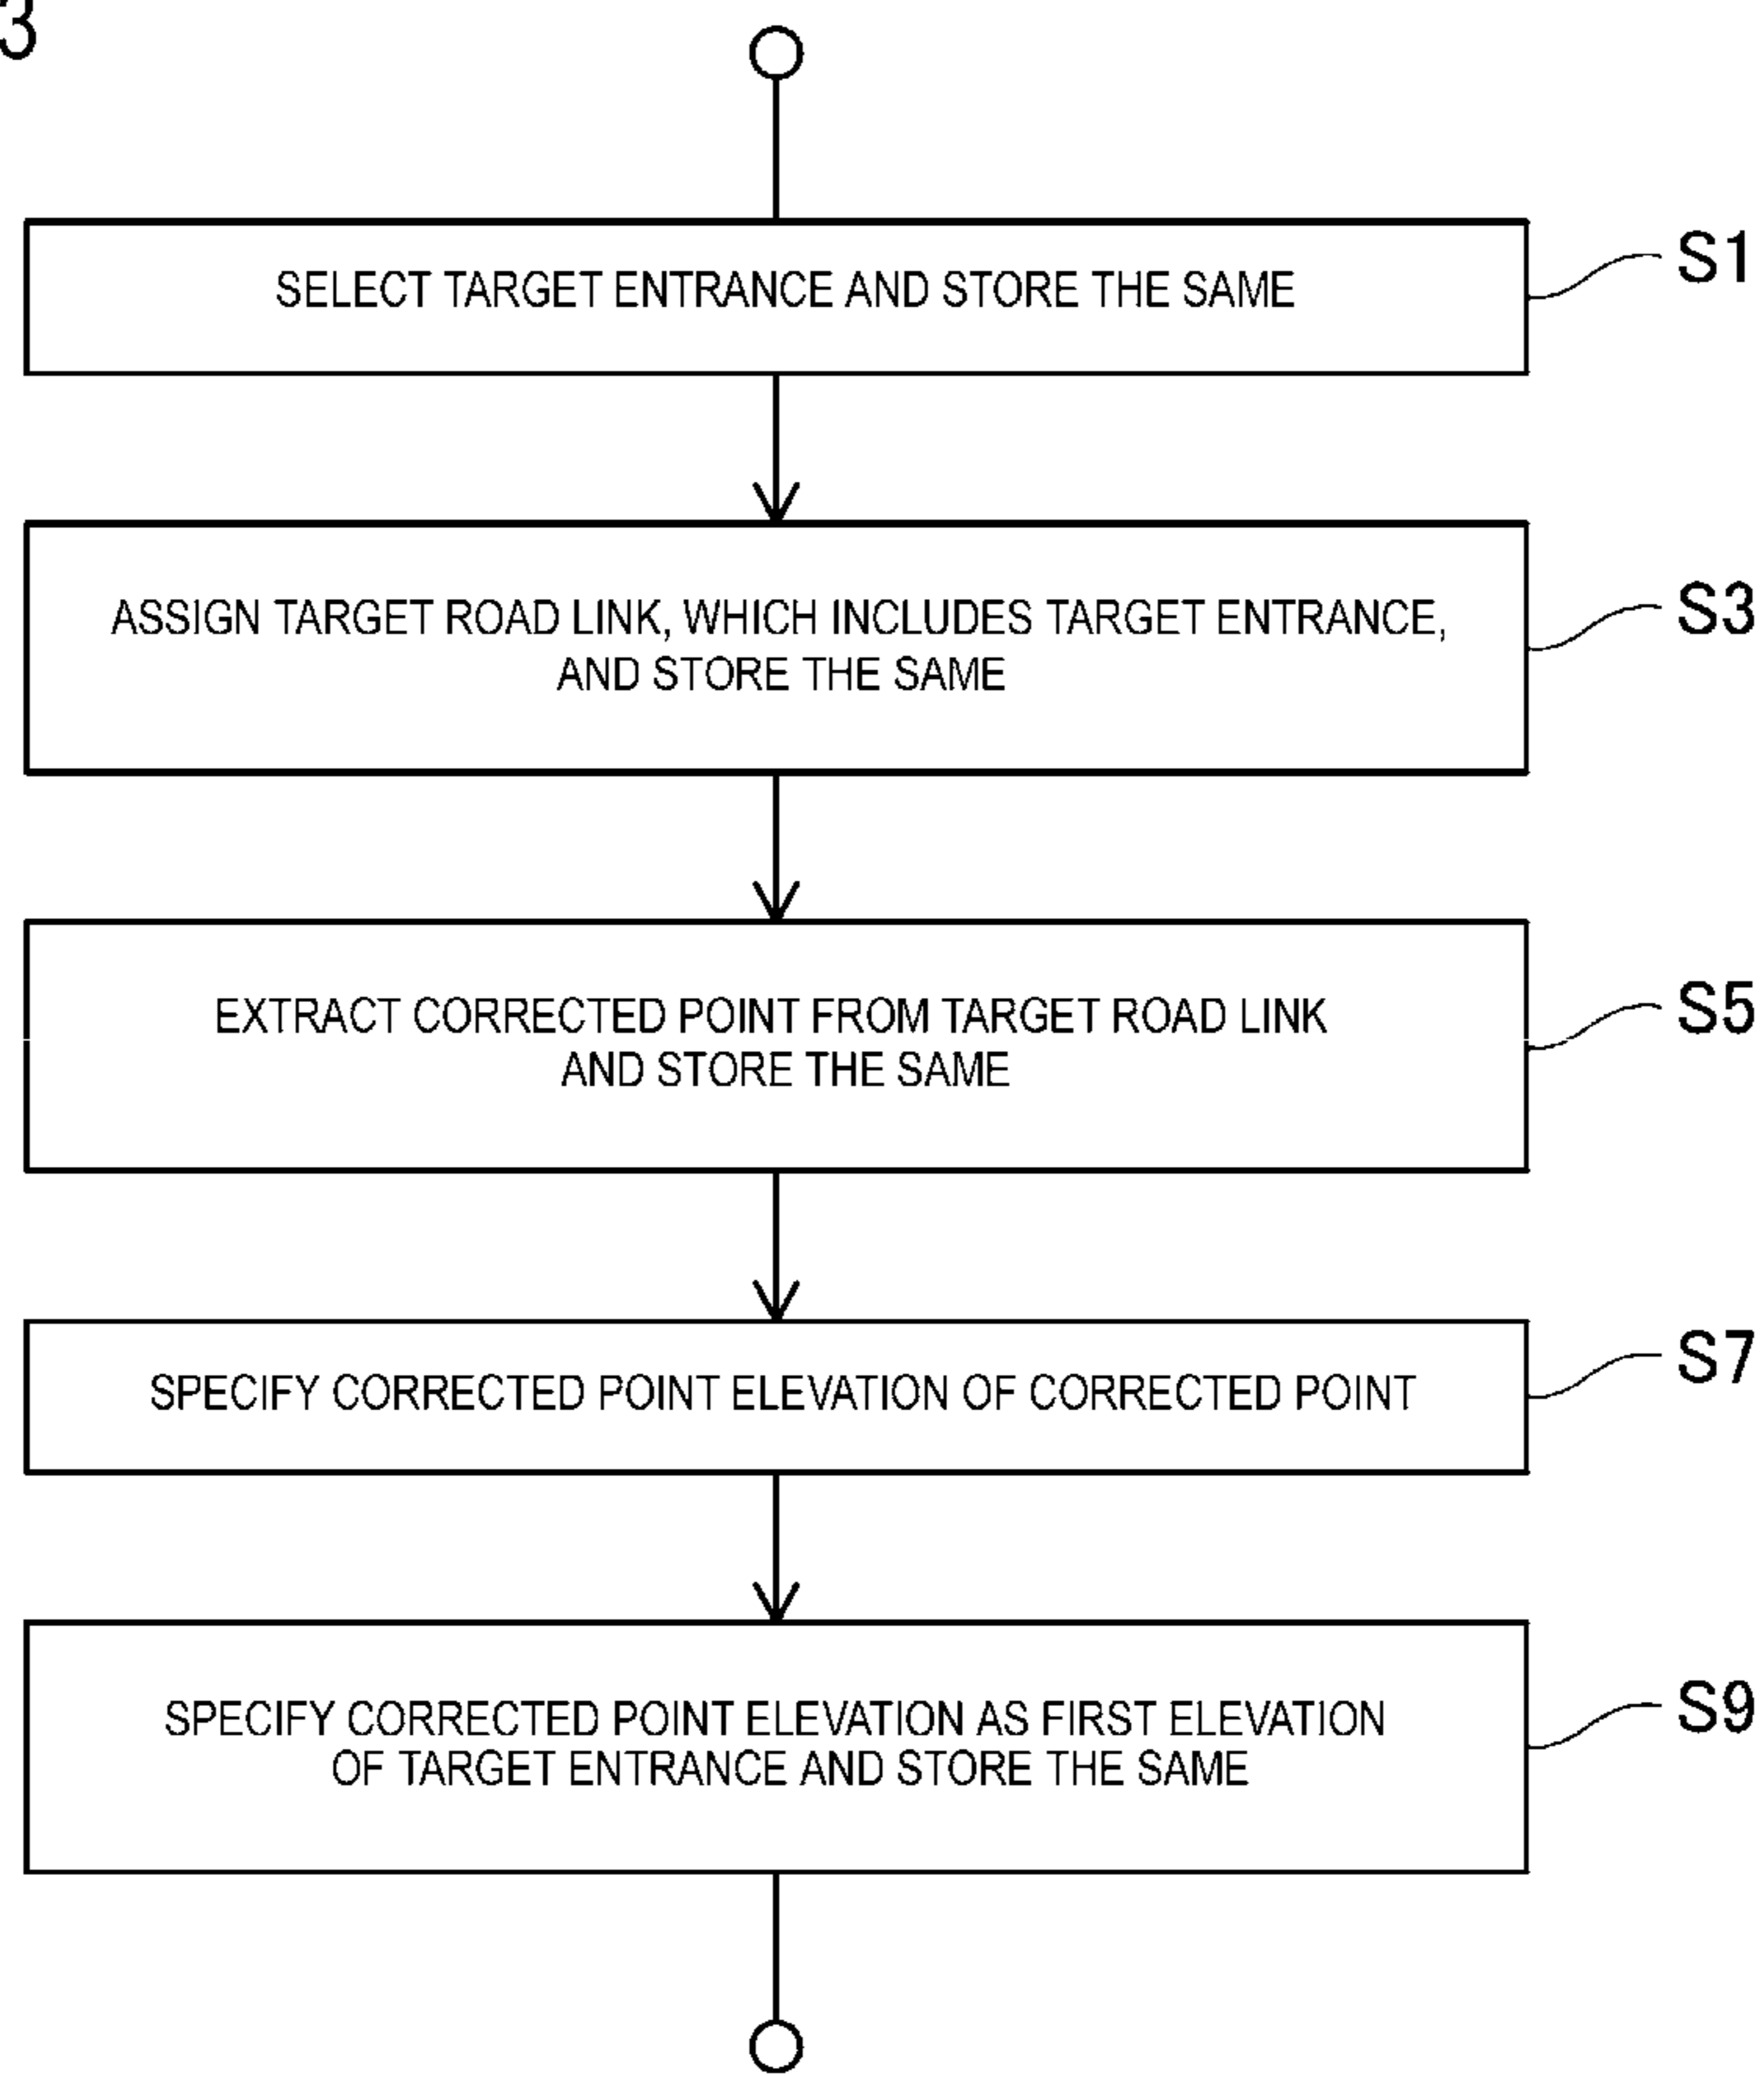 3
SELECT TARGET ENTRANCE AND STORE THE SAME
S1
ASSIGN TARGET ROAD LINK, WHICH INCLUDES TARGET ENTRANCE,
AND STORE THE SAME
S3
EXTRACT CORRECTED POINT FROM TARGET ROAD LINK
AND STORE THE SAME
S5
SPECIFY CORRECTED POINT ELEVATION OF CORRECTED POINT
S7
SPECIFY CORRECTED POINT ELEVATION AS FIRST ELEVATION
OF TARGET ENTRANCE AND STORE THE SAME
S9